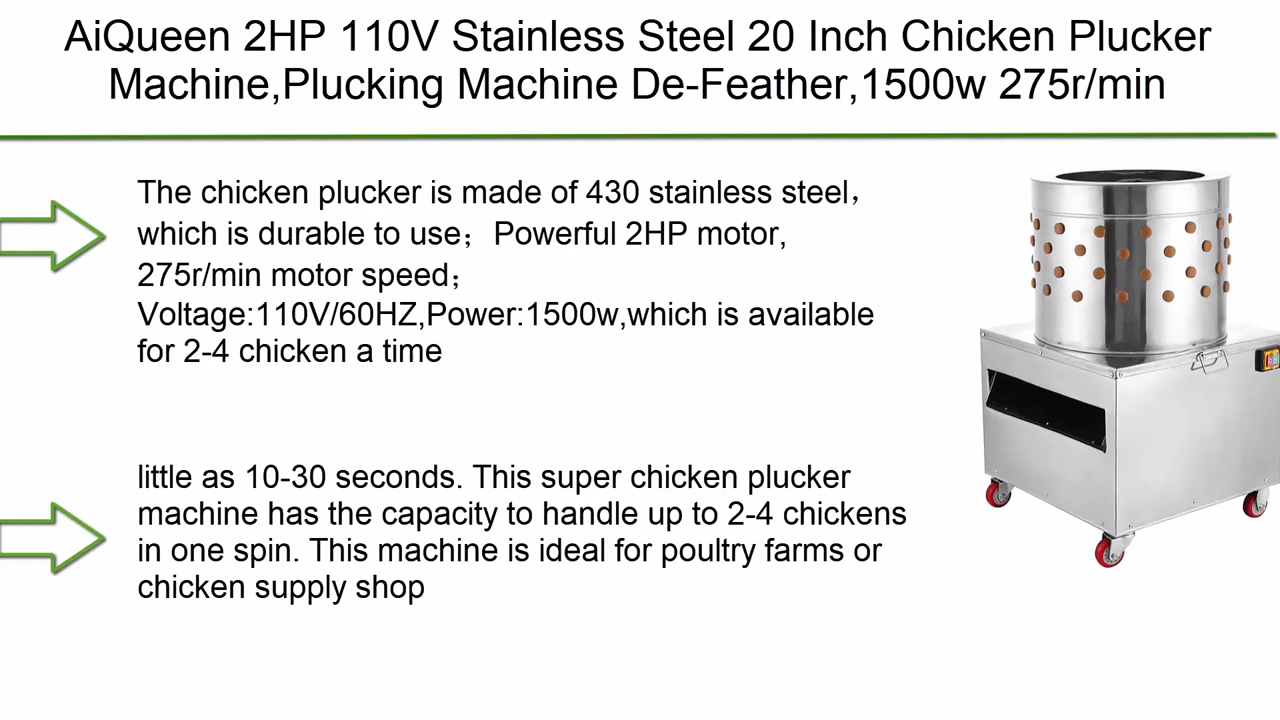 AiQueen 2HP 110V Stainless Steel 20 Inch Chicken Plucker
Machine,Plucking Machine De-Feather,1500w 275r/min
The chicken plucker is made of 430 stainless steel，
which is durable to use；Powerful 2HP motor,
275r/min motor speed；
Voltage:110V/60HZ,Power:1500w,which is available
for 2-4 chicken a time
little as 10-30 seconds. This super chicken plucker
machine has the capacity to handle up to 2-4 chickens
in one spin. This machine is ideal for poultry farms or
chicken supply shop